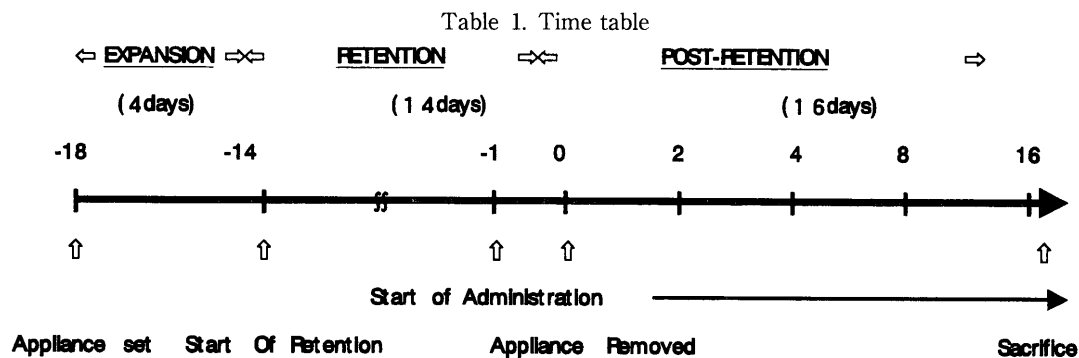 Table 1. Time table
⇦ EXPANSION ⇨⇦ RETENTION ⇨⇦ POST-RETENTION ⇨
(4days) (14days) (16days)
-18 -14 -1 0 2 4 8 16
Start of Administration
Appliance set Start Of Retention Appliance Removed Sacrifice